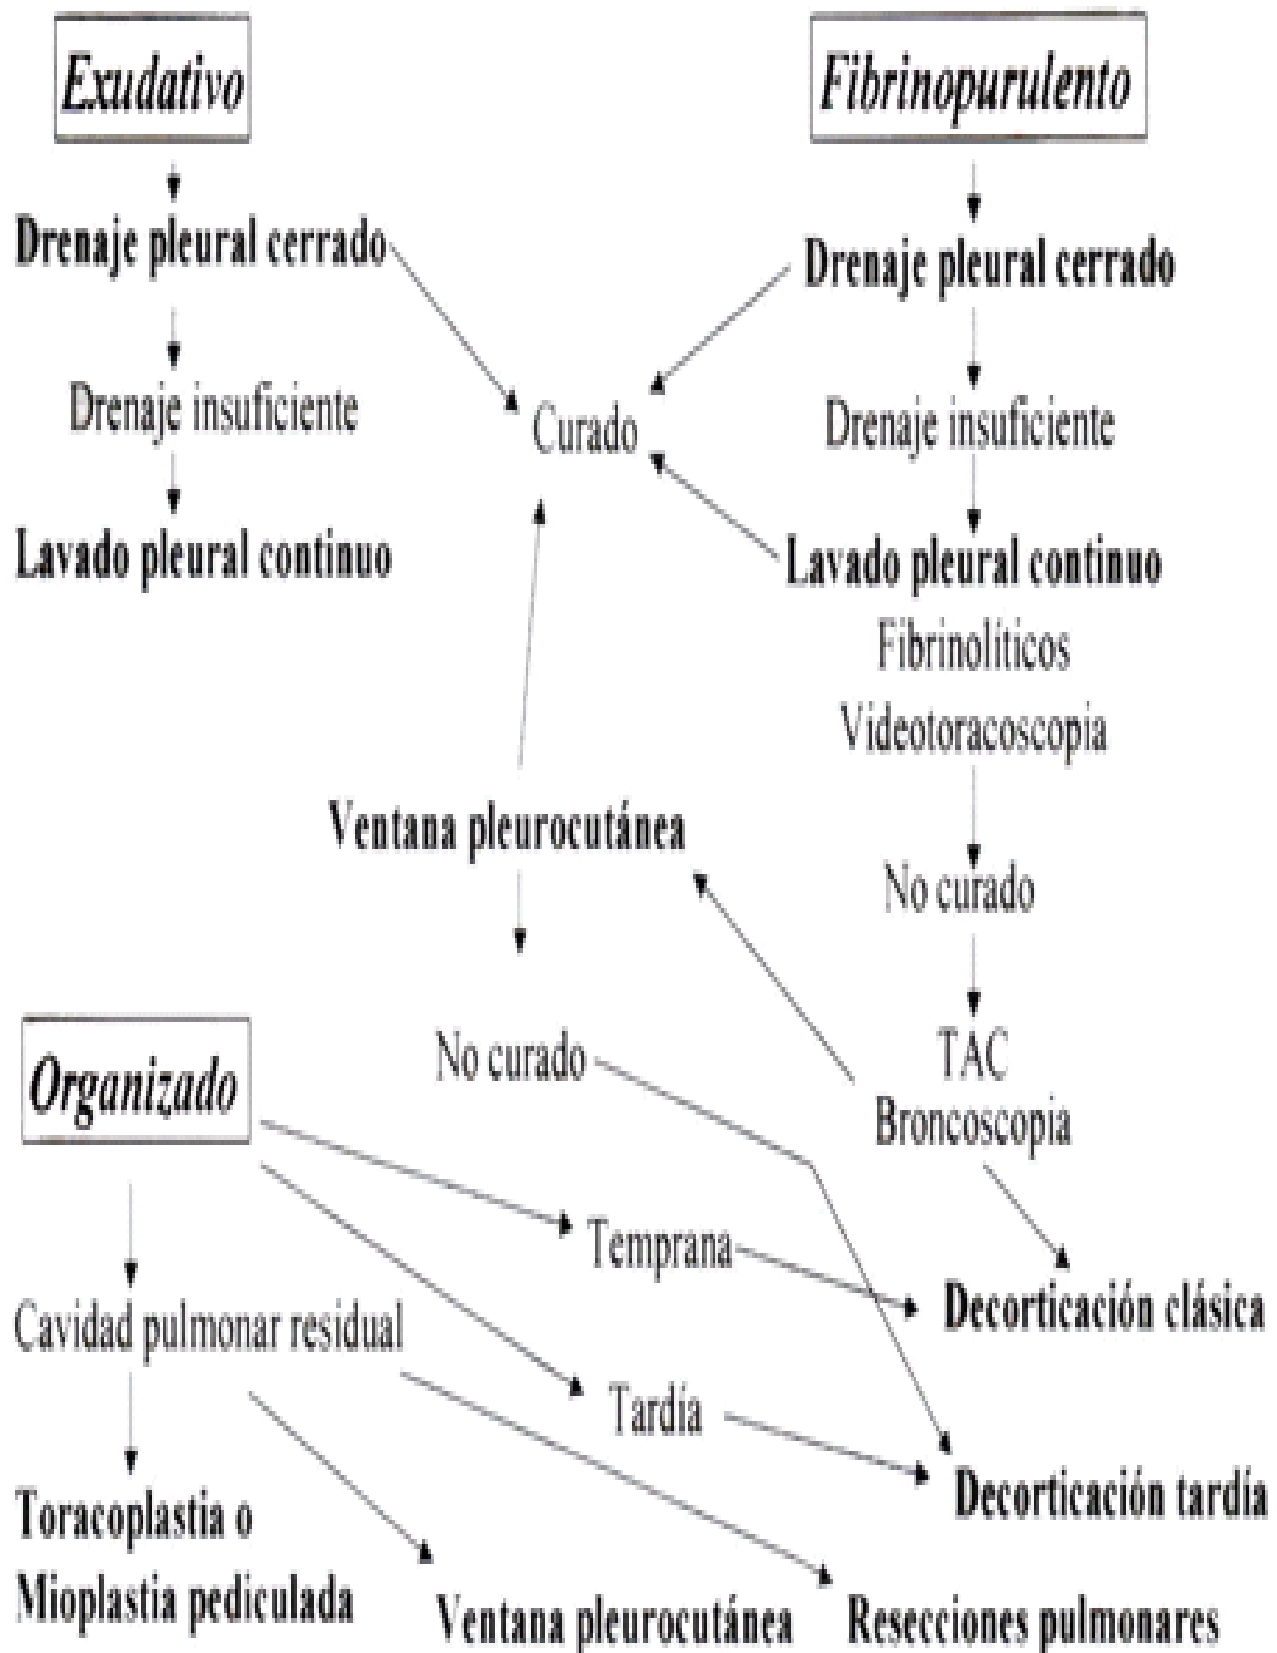 Exudativo
Fibrinopurulento
Drenaje pleural cerrado
Drenaje pleural cerrado
Drenaje insuficiente
Curado
Drenaje insuficiente
Lavado pleural continuo
Lavado pleural continuo
Fibrinolíticos
Videotoracoscopia
Ventana pleurocutánea
No curado
No curado
TAC
Broncoscopia
Organizado
Temprana
Decorticación clásica
Cavidad pulmonar residual
Tardía
Decorticación tardía
Toracoplastia o
Mioplastia pediculada
Ventana pleurocutánea
Resecciones pulmonares